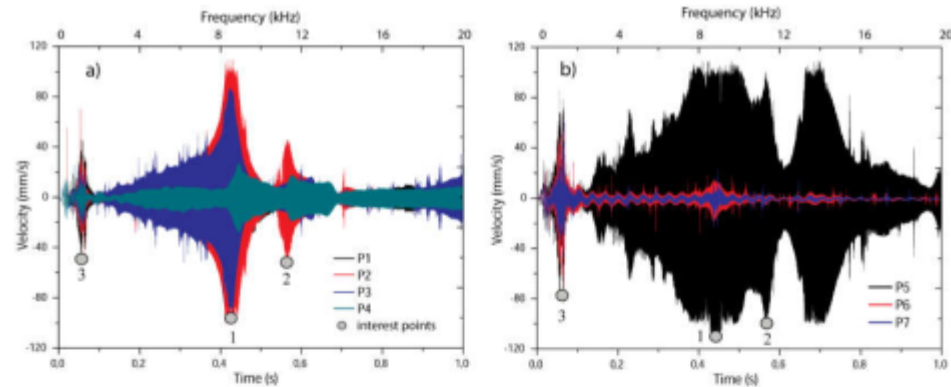 Frequency (kHz)
0 4 8 12 16 20
120
80
40
0
-40
-80
-120
Velocity (mm/s)
a)
3
1
2
P1
P2
P3
P4
interest points
0,0 0,2 0,4 0,6 0,8 1,0
Time (s)
Frequency (kHz)
0 4 8 12 16 20
120
80
40
0
-40
-80
-120
Velocity (mm/s)
b)
3
1
2
P5
P6
P7
0,0 0,2 0,4 0,6 0,8 1,0
Time (s)